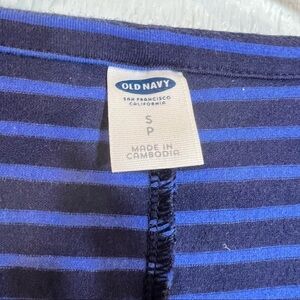 OLD NAVY
SAN FRANCISCO
CALIFORNIA
S
P
MADE IN
CAMBODIA